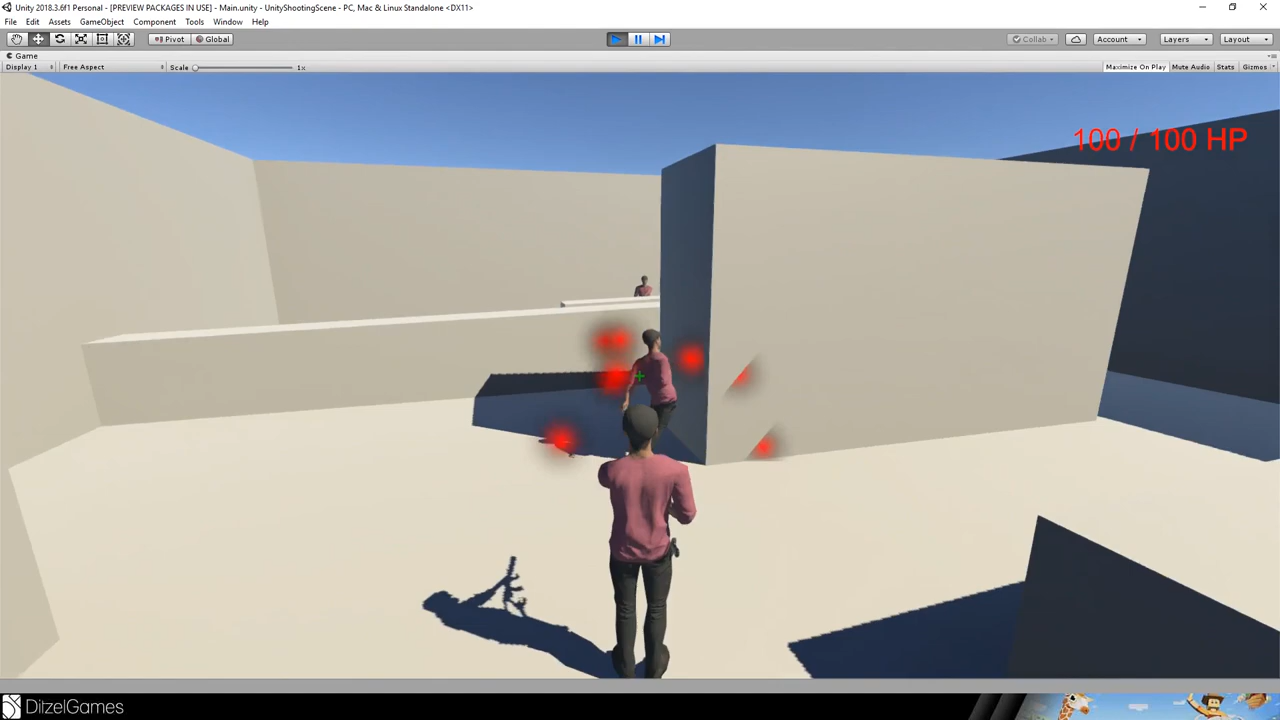 Unity 2018.3.6f1 Personal - [PREVIEW PACKAGES IN USE] - Main.unity - UnityShootingScene - PC, Mac & Linux Standalone <DX11>
File Edit Assets GameObject Component Tools Window Help
Pivot Global Collab Account Layers Layout
Game
Display 1 Free Aspect Scale 1x Maximize On Play Mute Audio Stats Gizmos
100 / 100 HP
DitzelGames